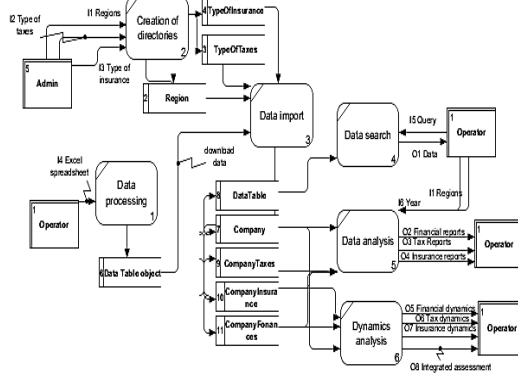 I2 Type of
taxes
I1 Regions
Creation of
directories
2
4 TypeOfInsurance
3 TypeOfTaxes
5
Admin
I3 Type of
insurance
2 Region
Data import
3
I4 Excel
spreadsheet
Data
processing
1
1
Operator
download
data
6 Data Table object
Data search
4
I5 Query
O1 Data
1
Operator
I1 Regions
I6 Year
8 DataTable
7 Company
9 CompanyTaxes
10 CompanyInsura
nce
11 CompanyFonan
ces
Data analysis
5
O2 Financial reports
O3 Tax Reports
O4 Insurance reports
1
Operator
Dynamics
analysis
6
O5 Financial dynamics
O6 Tax dynamics
O7 Insurance dynamics
O8 Integrated assessment
1
Operator